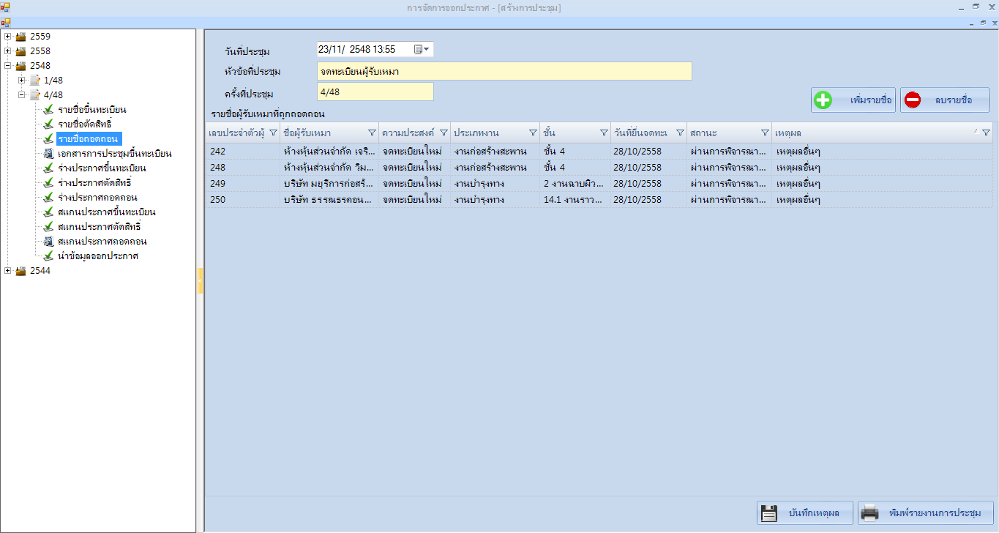 การจัดการออกประกาศ - [สร้างการประชุม]
2559
2558
2548
1/48
4/48
รายชื่อขึ้นทะเบียน
รายชื่อตัดสิทธิ์
รายชื่อถอดถอน
เอกสารการประชุมขึ้นทะเบียน
ร่างประกาศขึ้นทะเบียน
ร่างประกาศตัดสิทธิ์
ร่างประกาศถอดถอน
สแกนประกาศขึ้นทะเบียน
สแกนประกาศตัดสิทธิ์
สแกนประกาศถอดถอน
นำข้อมูลออกประกาศ
2544
วันที่ประชุม 23/11/ 2548 13:55
หัวข้อที่ประชุม จดทะเบียนผู้รับเหมา
ครั้งที่ประชุม 4/48
เพิ่มรายชื่อ ลบรายชื่อ
รายชื่อผู้รับเหมาที่ถูกถอดถอน
เลขประจำตัวผู้ ชื่อผู้รับเหมา ความประสงค์ ประเภทงาน ชั้น วันที่ยื่นจดทะเ สถานะ เหตุผล
242 ห้างหุ้นส่วนจำกัด เจริ... จดทะเบียนใหม่ งานก่อสร้างสะพาน ชั้น 4 28/10/2558 ผ่านการพิจารณา... เหตุผลอื่นๆ
248 ห้างหุ้นส่วนจำกัด วิม... จดทะเบียนใหม่ งานก่อสร้างสะพาน ชั้น 4 28/10/2558 ผ่านการพิจารณา... เหตุผลอื่นๆ
249 บริษัท มยุริการก่อสร้... จดทะเบียนใหม่ งานบำรุงทาง 2 งานฉาบผิว... 28/10/2558 ผ่านการพิจารณา... เหตุผลอื่นๆ
250 บริษัท ธรรณธรคอน... จดทะเบียนใหม่ งานบำรุงทาง 14.1 งานราว... 28/10/2558 ผ่านการพิจารณา... เหตุผลอื่นๆ
บันทึกเหตุผล พิมพ์รายงานการประชุม